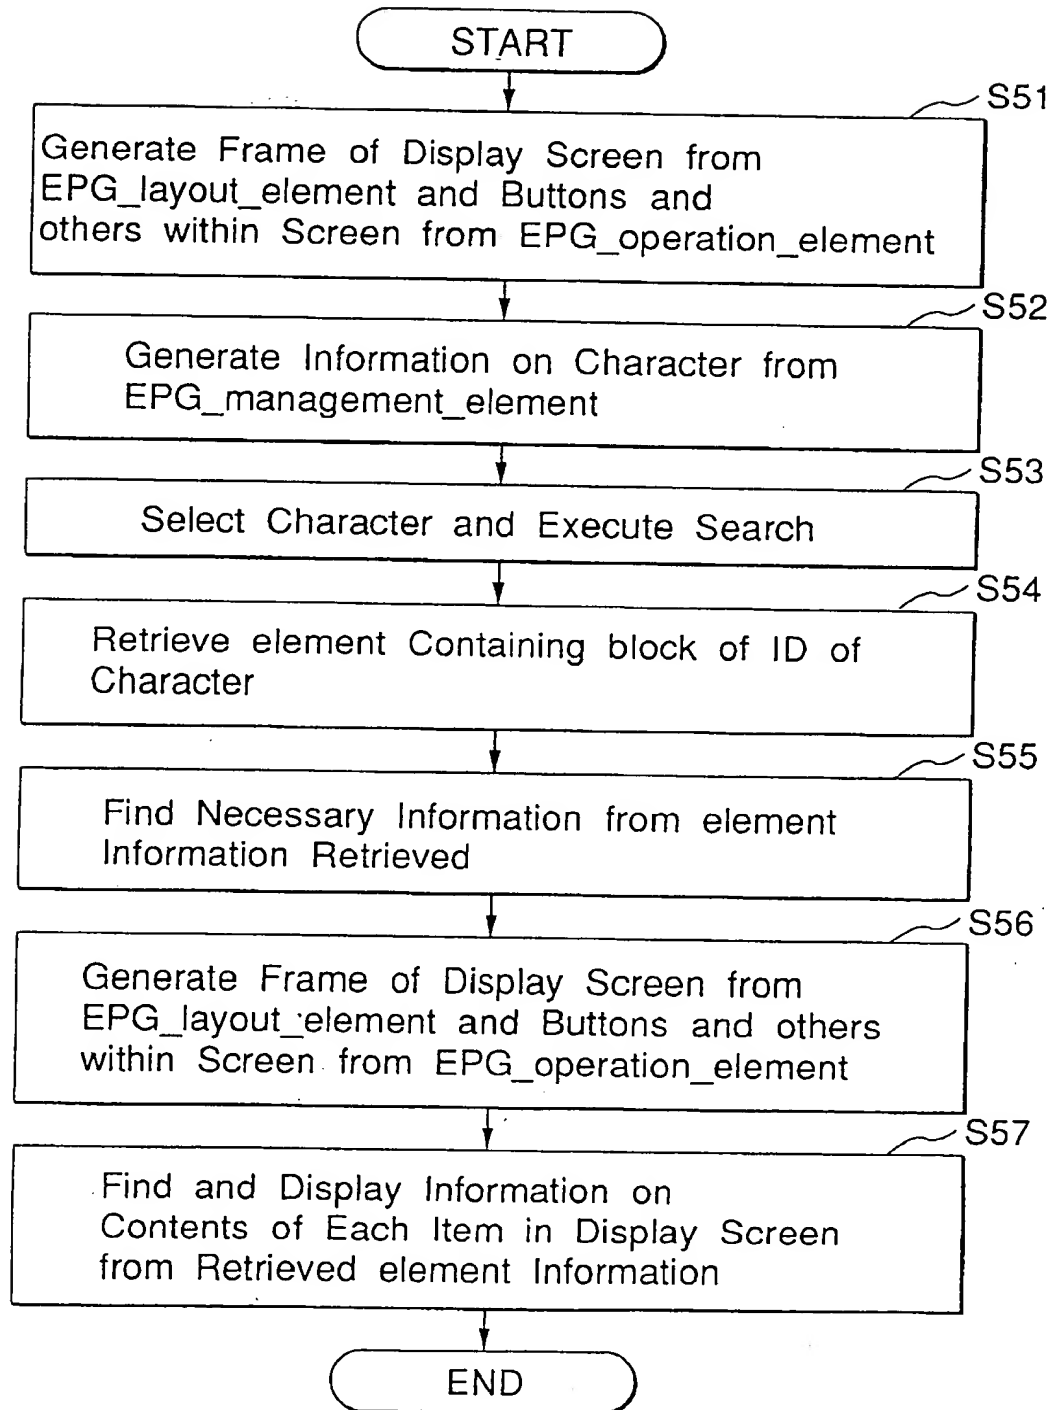 START
S51
Generate Frame of Display Screen from
EPG_layout_element and Buttons and
others within Screen from EPG_operation_element
S52
Generate Information on Character from
EPG_management_element
S53
Select Character and Execute Search
S54
Retrieve element Containing block of ID of
Character
S55
Find Necessary Information from element
Information Retrieved
S56
Generate Frame of Display Screen from
EPG_layout_element and Buttons and others
within Screen from EPG_operation_element
S57
Find and Display Information on
Contents of Each Item in Display Screen
from Retrieved element Information
END